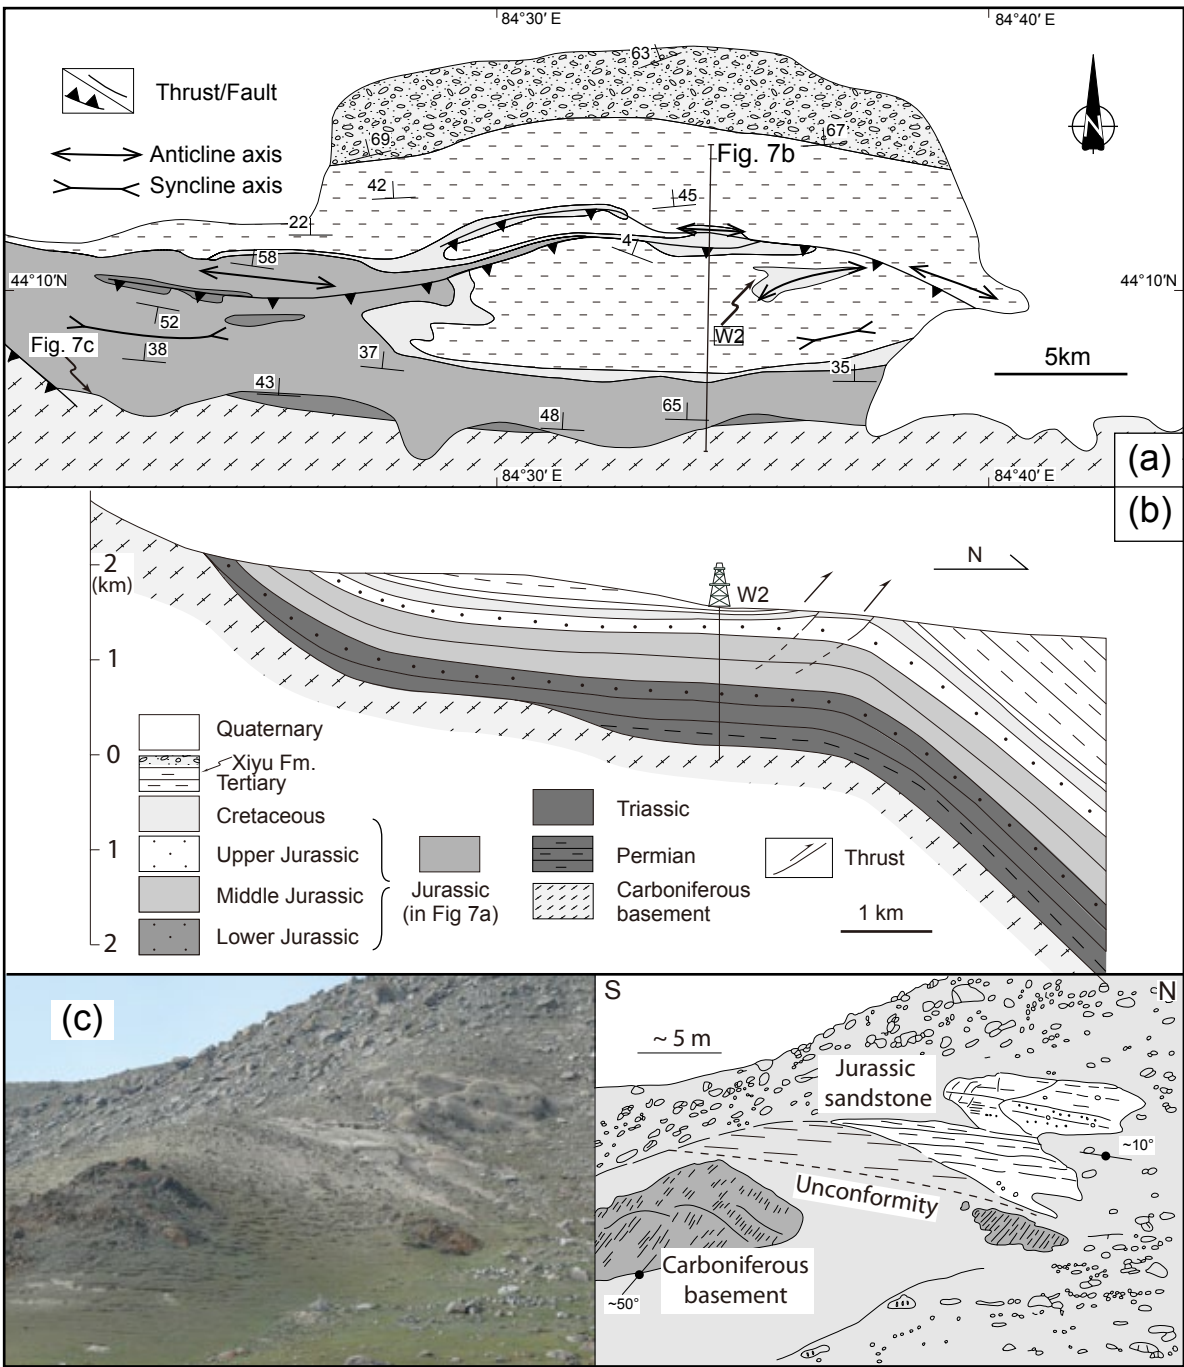 84°30′ E
84°40′ E
Thrust/Fault
Anticline axis
Syncline axis
63
69
67
Fig. 7b
42
45
22
4
58
44°10′N
44°10′N
N
52
W2
Fig. 7c
38
37
35
5km
43
48
65
84°30′ E
84°40′ E
(a)
(b)
2
(km)
1
0
1
2
N
W2
Quaternary
Xiyu Fm.
Tertiary
Cretaceous
Upper Jurassic
Middle Jurassic
Lower Jurassic
Jurassic
(in Fig 7a)
Triassic
Permian
Carboniferous
basement
Thrust
1 km
(c)
S
N
~ 5 m
Jurassic
sandstone
~10°
Unconformity
Carboniferous
basement
~50°